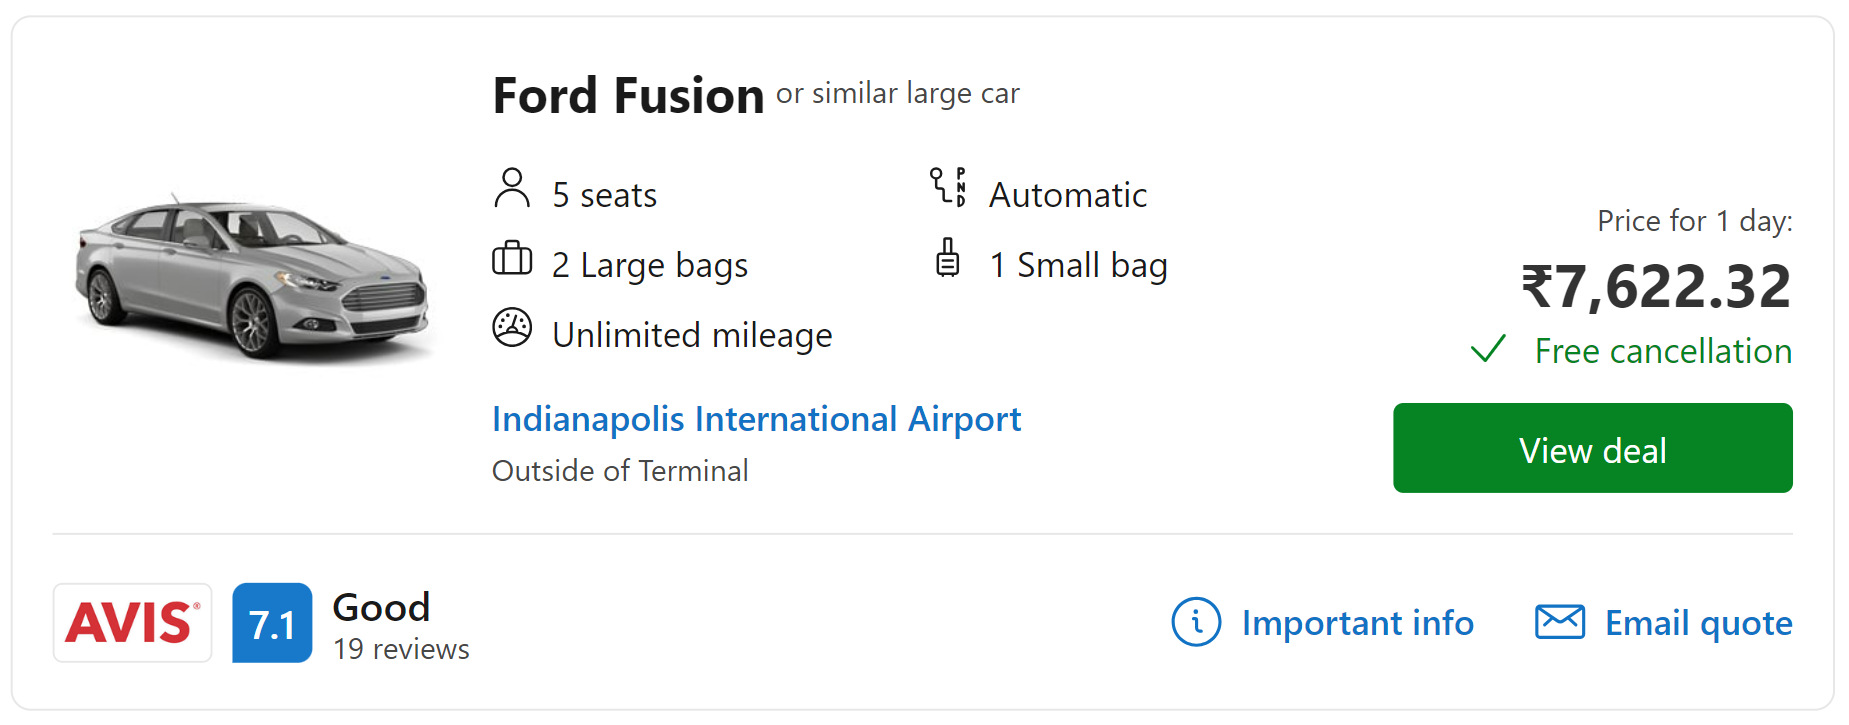 Ford Fusion or similar large car
5 seats
Automatic
2 Large bags
1 Small bag
Unlimited mileage
Indianapolis International Airport
Outside of Terminal
Price for 1 day:
₹7,622.32
Free cancellation
View deal
AVIS®
7.1
Good
19 reviews
Important info
Email quote